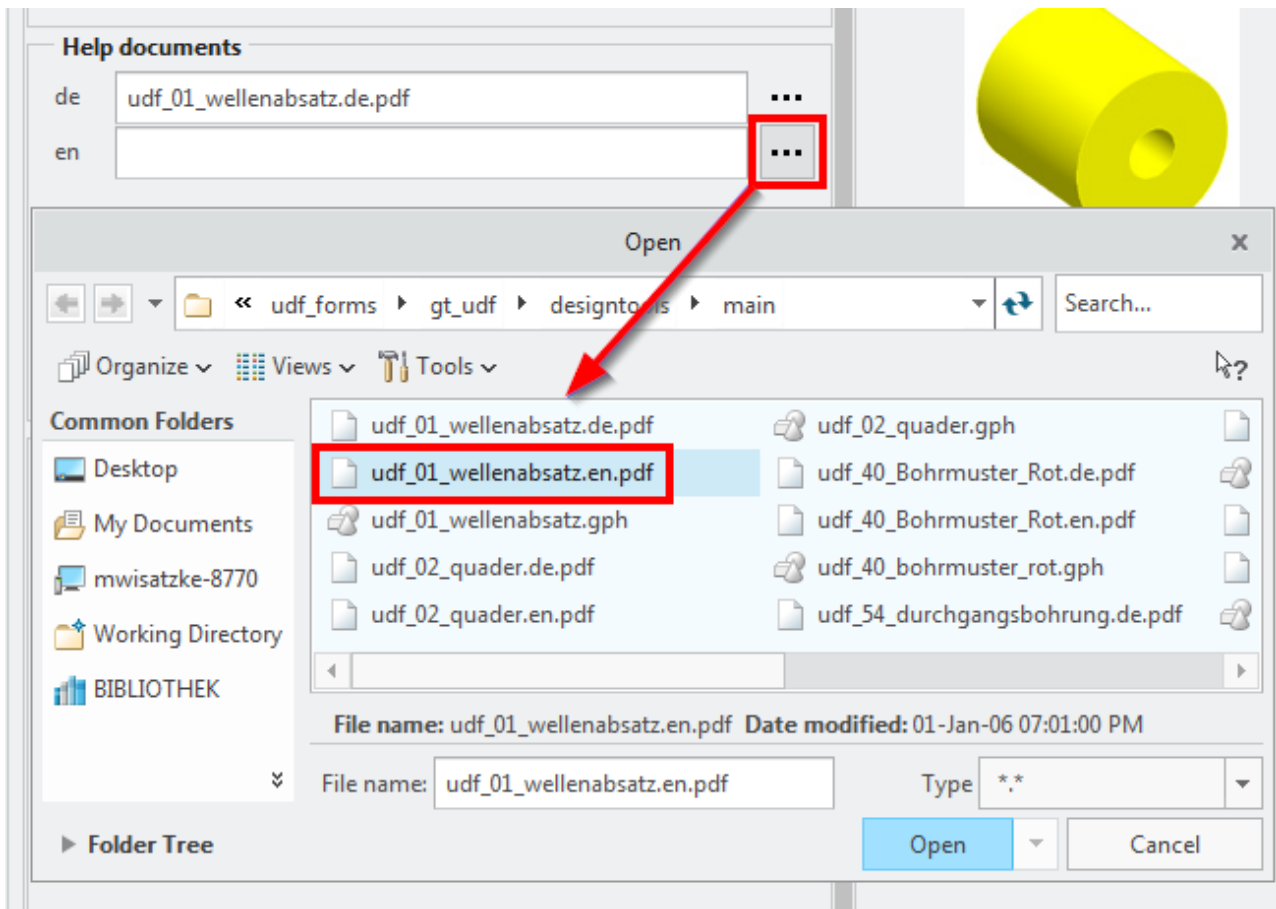 Help documents
de udf_01_wellenabsatz.de.pdf ...
en ...
Open x
« udf_forms ▸ gt_udf ▸ designtools ▸ main Search...
Organize Views Tools ?
Common Folders
Desktop
My Documents
mwisatzke-8770
Working Directory
BIBLIOTHEK
udf_01_wellenabsatz.de.pdf udf_02_quader.gph
udf_01_wellenabsatz.en.pdf udf_40_Bohrmuster_Rot.de.pdf
udf_01_wellenabsatz.gph udf_40_Bohrmuster_Rot.en.pdf
udf_02_quader.de.pdf udf_40_bohrmuster_rot.gph
udf_02_quader.en.pdf udf_54_durchgangsbohrung.de.pdf
File name: udf_01_wellenabsatz.en.pdf Date modified: 01-Jan-06 07:01:00 PM
File name: udf_01_wellenabsatz.en.pdf Type *.*
Folder Tree Open Cancel